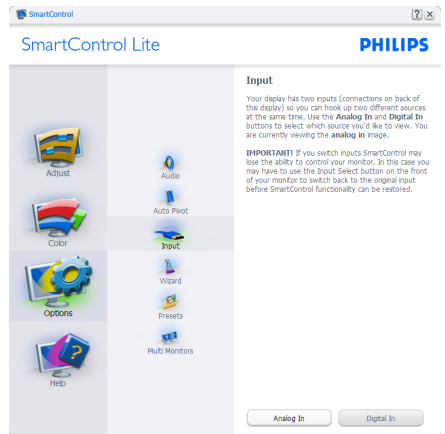 SmartControl
SmartControl Lite
PHILIPS
Adjust
Color
Options
Help
Audio
Auto Pivot
Input
Wizard
Presets
Multi Monitors
Input
Your display has two inputs (connections on back of
this display) so you can hook up two different sources
at the same time. Use the Analog In and Digital In
buttons to select which source you'd like to view. You
are currently viewing the analog in image.
IMPORTANT! If you switch inputs SmartControl may
lose the ability to control your monitor. In this case you
may have to use the Input Select button on the front
of your monitor to switch back to the original input
before SmartControl functionality can be restored.
Analog In
Digital In